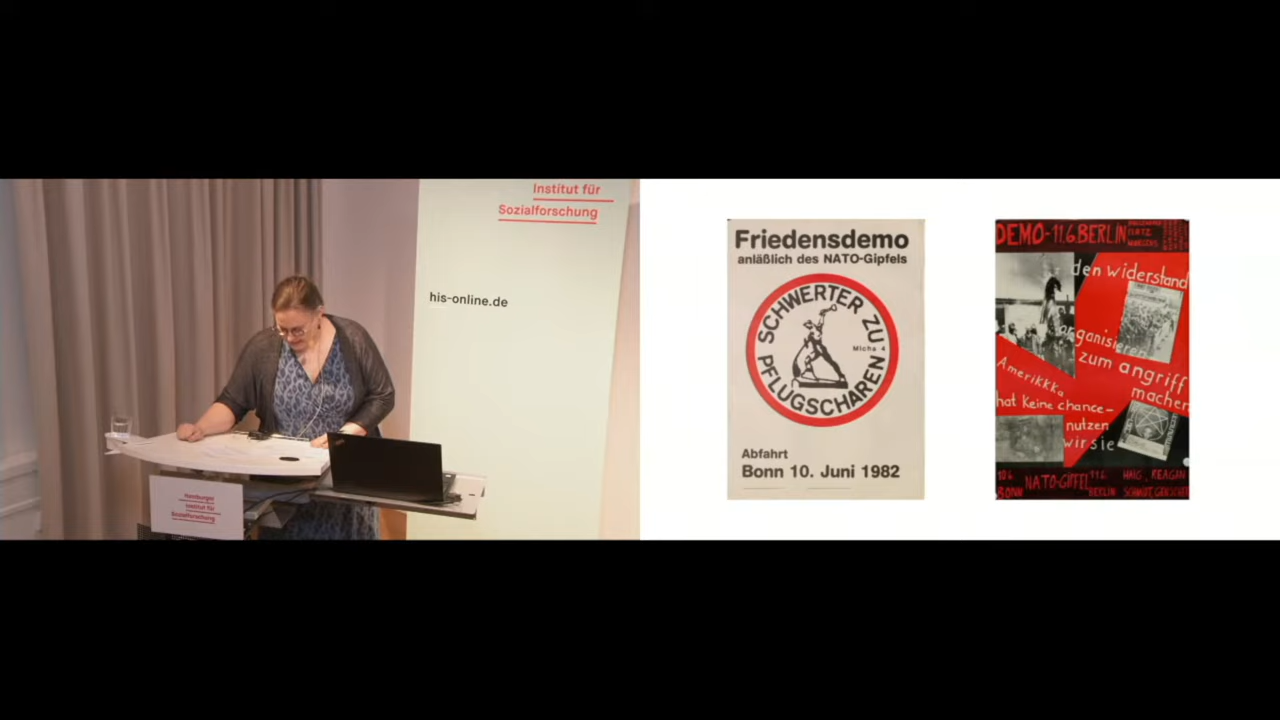 Institut für
Sozialforschung
his-online.de
Hamburger
Institut für
Sozialforschung
Friedensdemo
anläßlich des NATO-Gipfels
SCHWERTER ZU
PFLUGSCHAREN
Micha 4
Abfahrt
Bonn 10. Juni 1982
DEMO-11.6.BERLIN
den widerstand
organisieren
zum angriff
machen
Amerikkka
hat keine chance-
nutzen
wir sie
10.6. NATO-GIPFEL 11.6. HAIG, REAGAN
BONN BERLIN SCHMIDT, GENSCHER